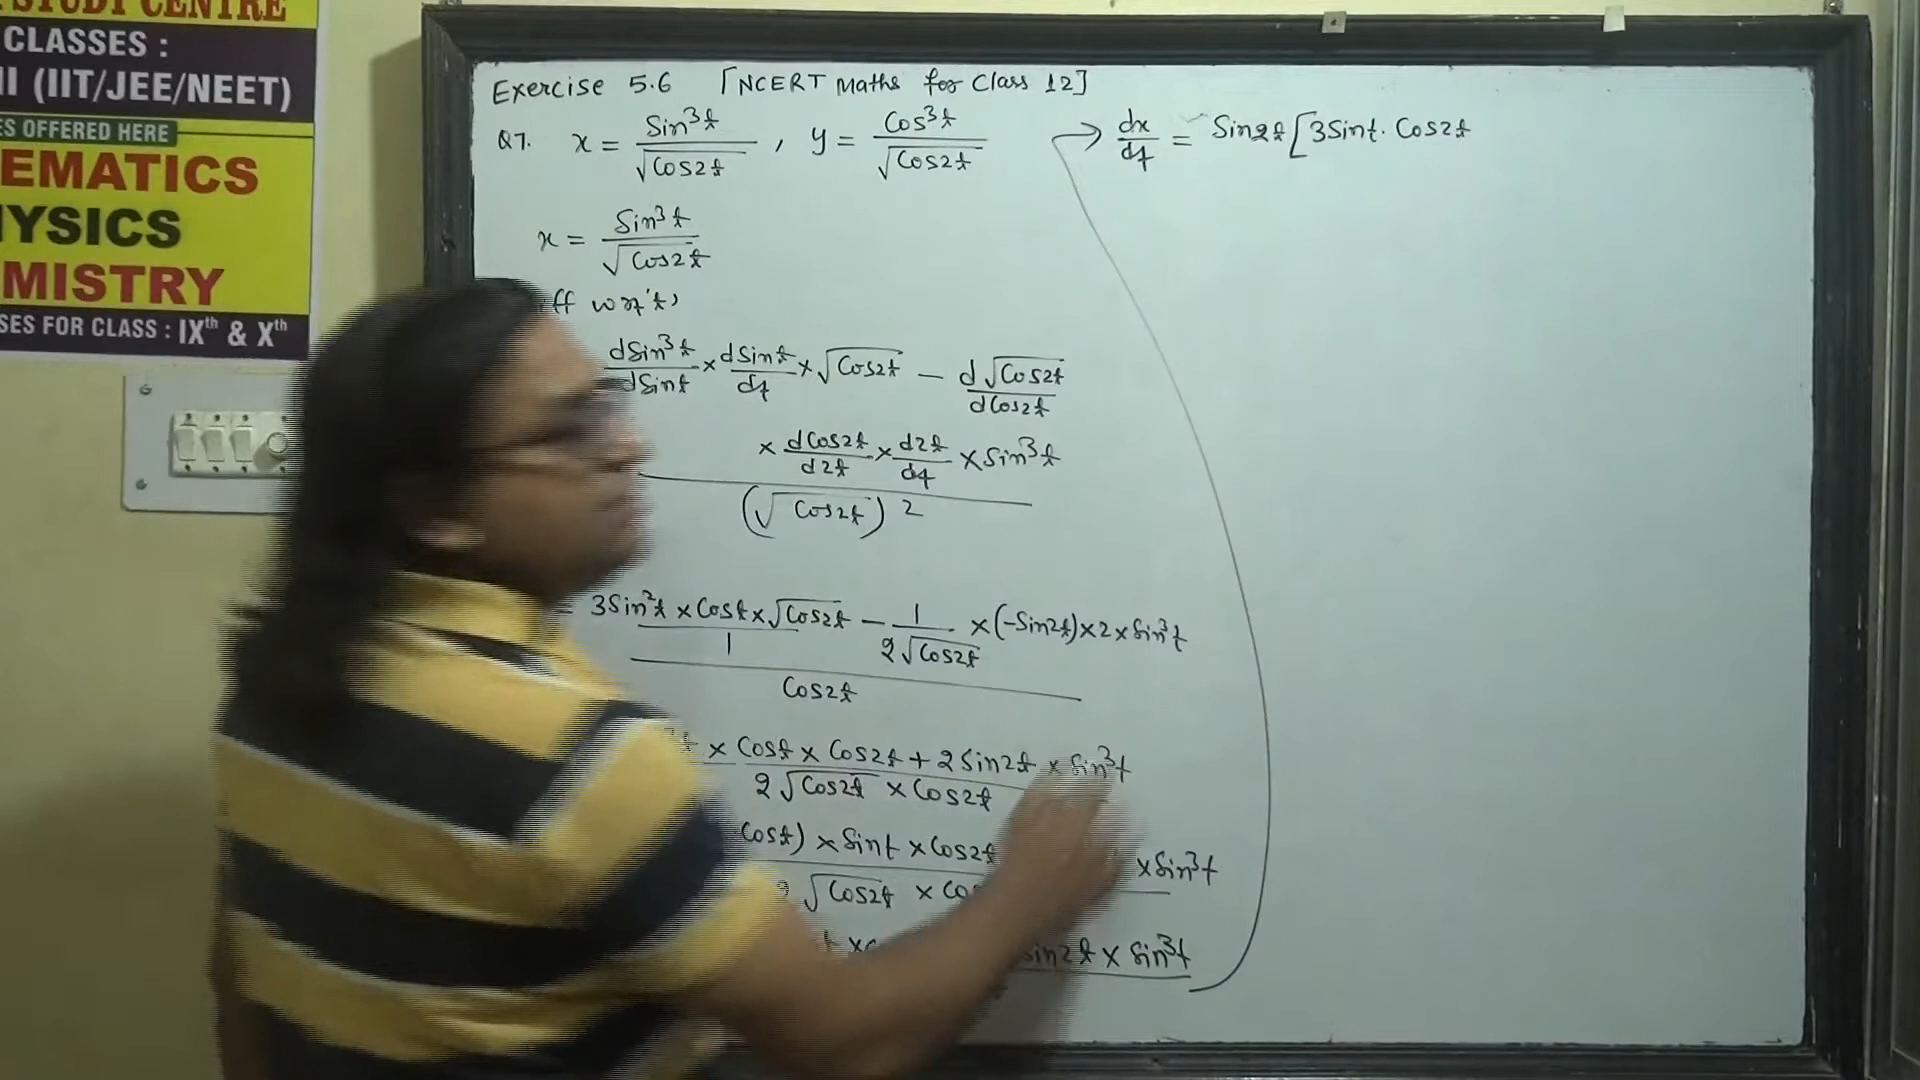 STUDY CENTRE
CLASSES :
II (IIT/JEE/NEET)
ES OFFERED HERE
EMATICS
YSICS
MISTRY
SES FOR CLASS : IXth & Xth
Exercise 5.6 [NCERT Maths for Class 12]
Q7. x = Sin³t / √Cos2t , y = Cos³t / √Cos2t
x = Sin³t / √Cos2t
ff w.r.'t'
dSin³t/dSint × dSint/dt × √Cos2t − d√Cos2t/dCos2t
× dCos2t/d2t × d2t/dt × Sin³t
(√Cos2t)²
= 3Sin²t × Cost × √Cos2t / 1 − 1 / 2√Cos2t × (−Sin2t) × 2 × Sin³t
Cos2t
× Cost × Cos2t + 2Sin2t × Sin³t
2√Cos2t × Cos2t
Cost) × Sint × Cos2t × Sin³t
2√Cos2t × Co
Sin2t × Sin³t
dx/dt = Sin2t [3Sint. Cos2t